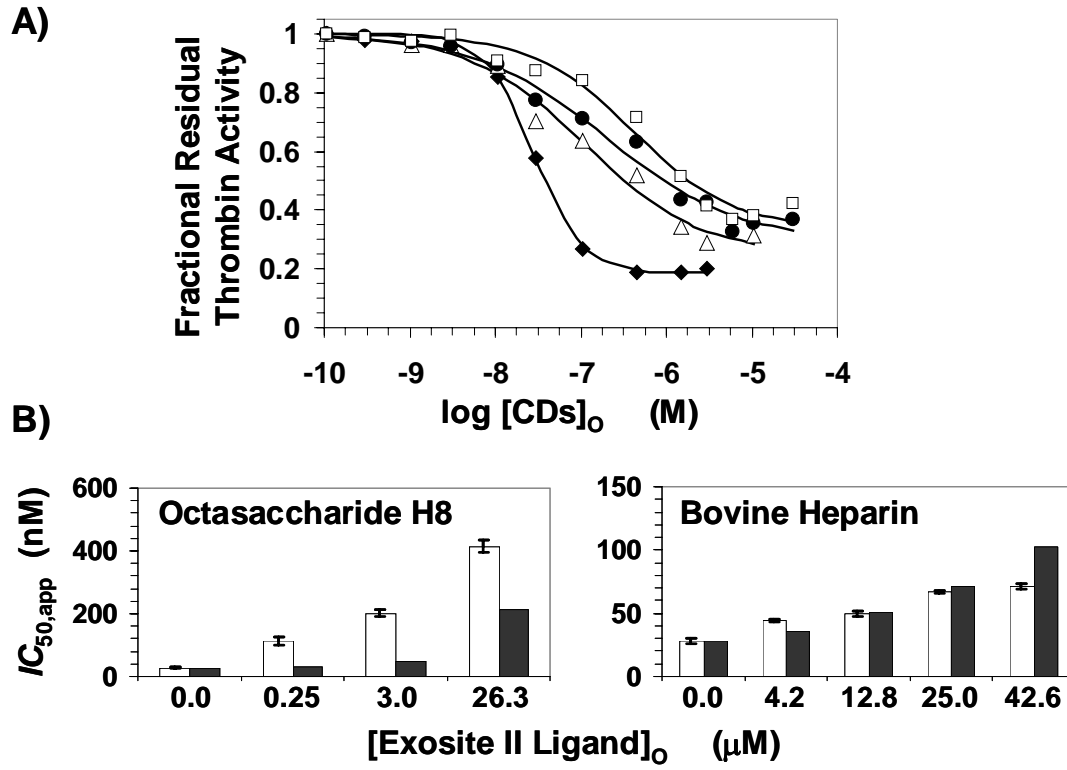 A)
Fractional Residual
Thrombin Activity
1
0.8
0.6
0.4
0.2
0
-10 -9 -8 -7 -6 -5 -4
log [CDs]O (M)
B)
IC50,app (nM)
600
400
200
0
Octasaccharide H8
0.0 0.25 3.0 26.3
150
100
50
0
Bovine Heparin
0.0 4.2 12.8 25.0 42.6
[Exosite II Ligand]O (μM)